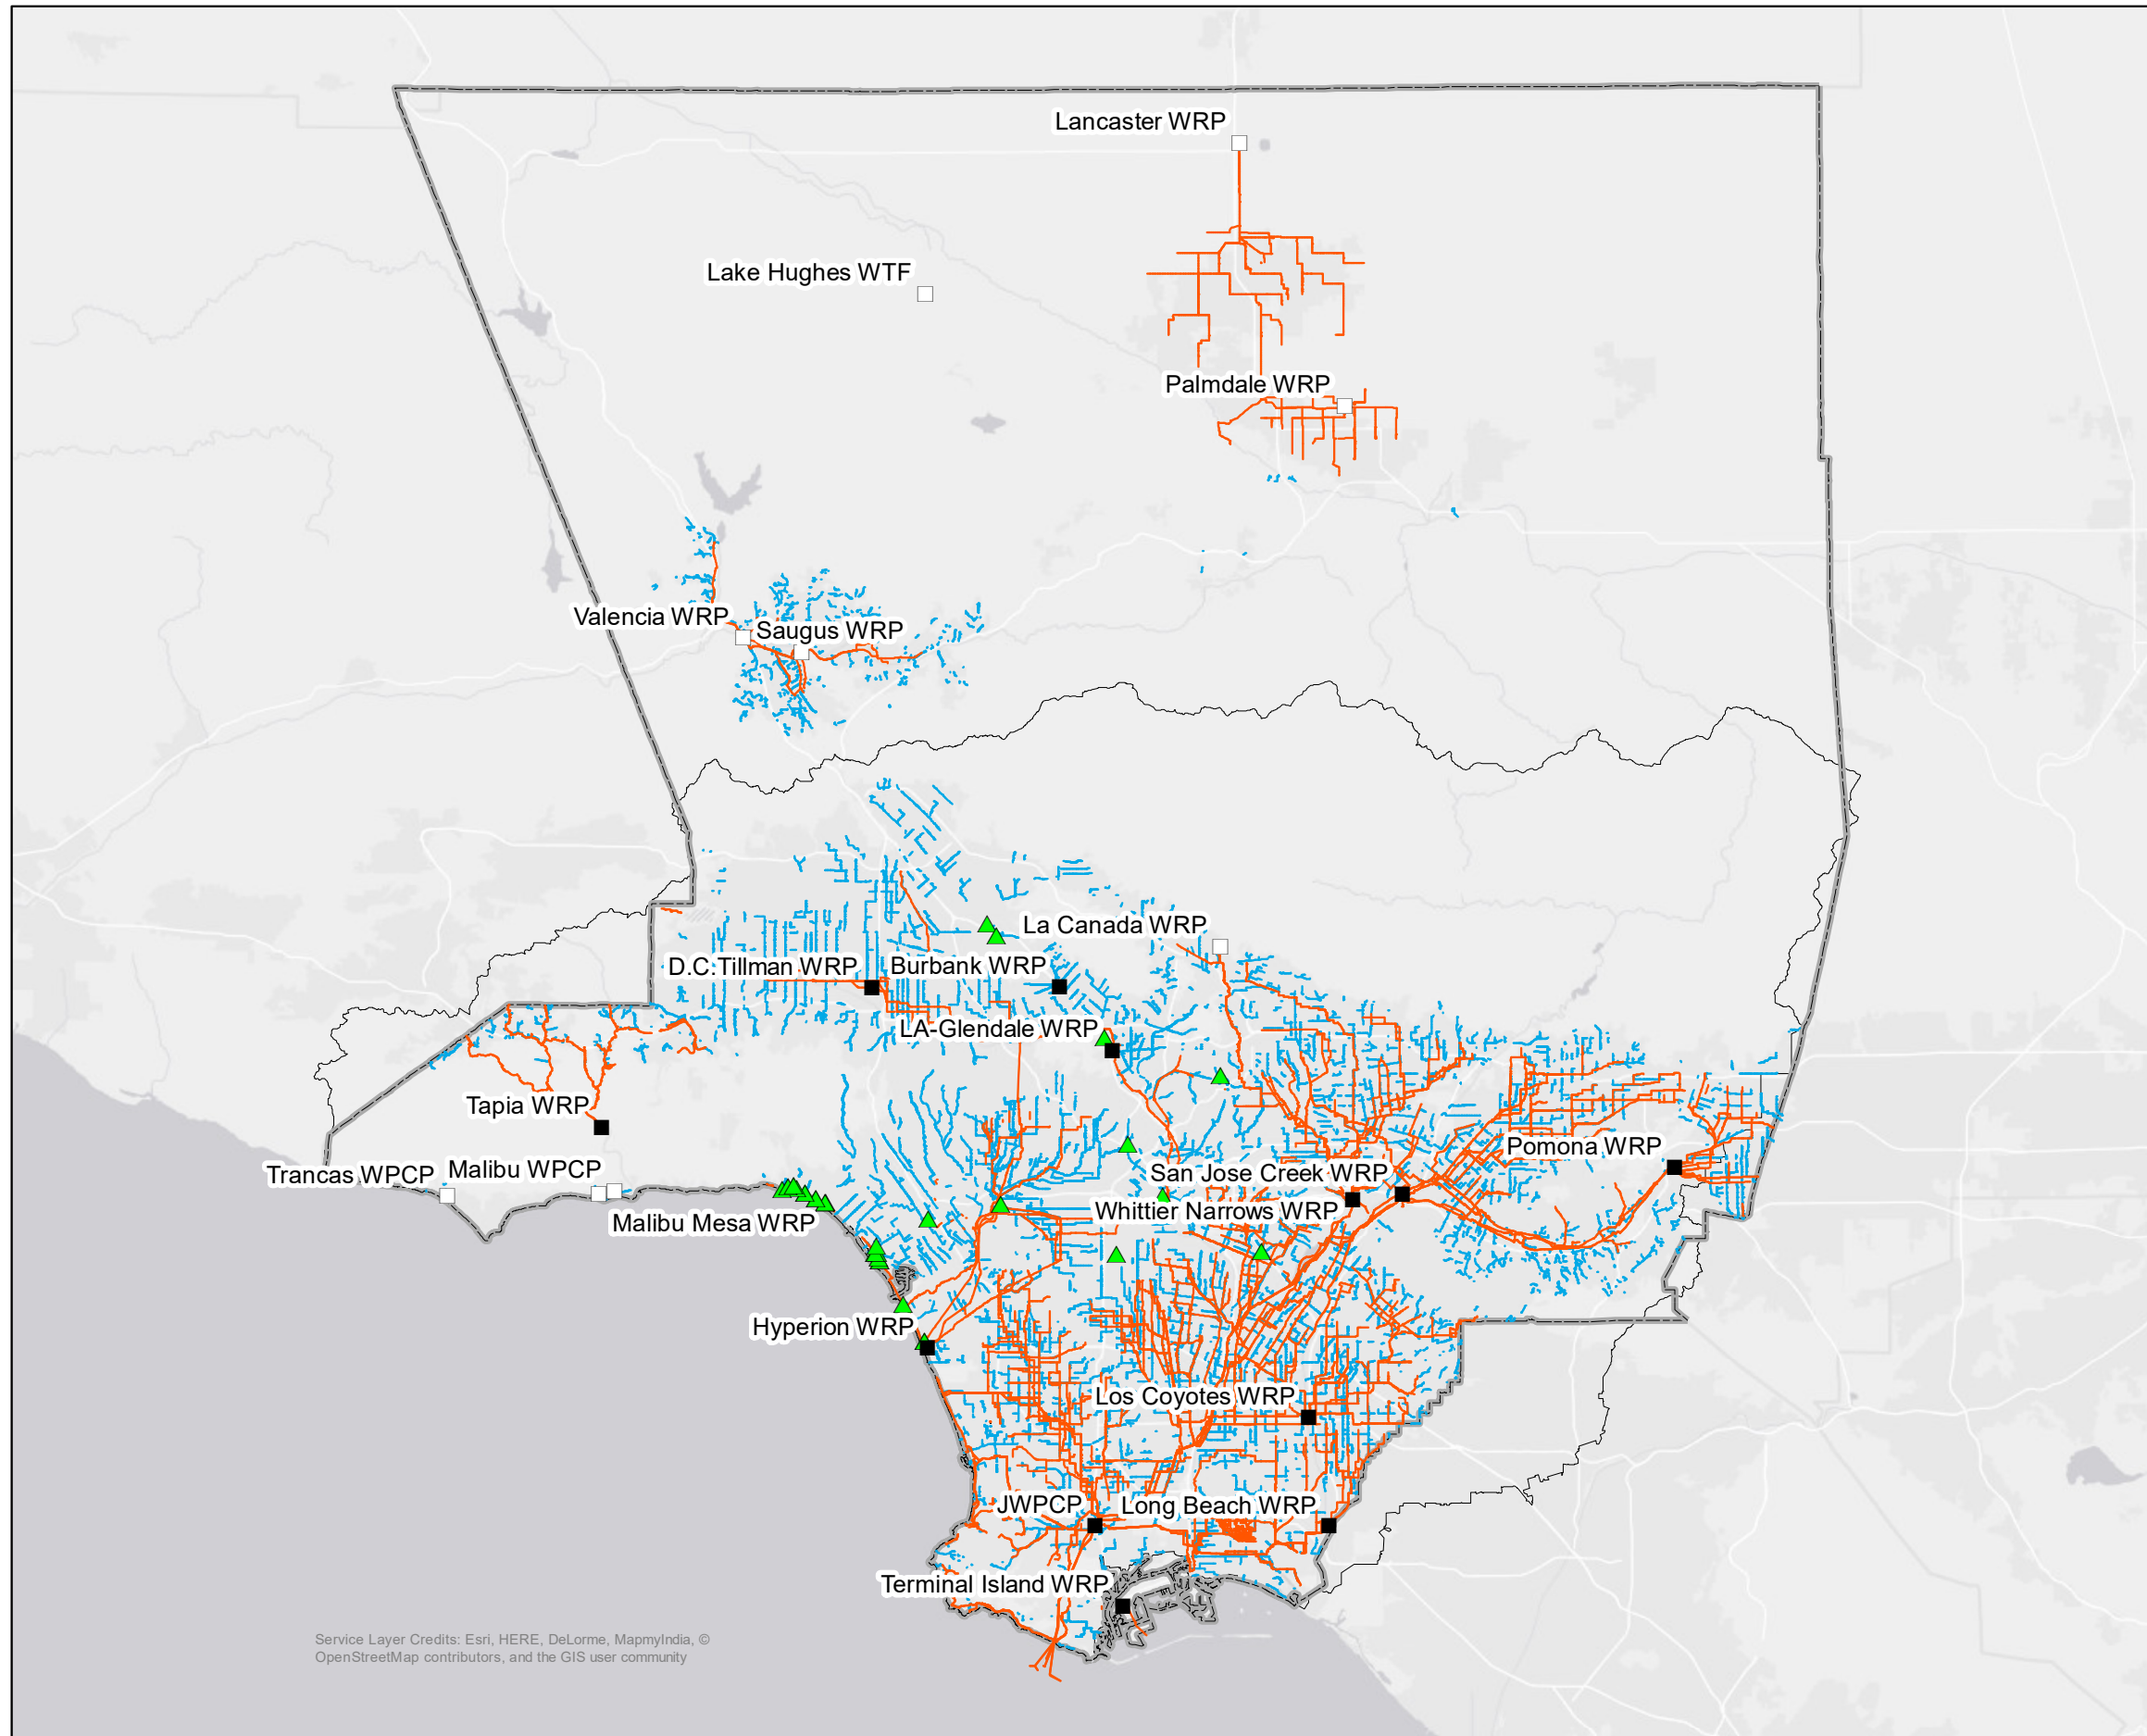 Lancaster WRP
Lake Hughes WTF
Palmdale WRP
Valencia WRP
Saugus WRP
La Canada WRP
D.C.Tillman WRP
Burbank WRP
LA-Glendale WRP
Tapia WRP
Pomona WRP
Trancas WPCP
Malibu WPCP
San Jose Creek WRP
Malibu Mesa WRP
Whittier Narrows WRP
Hyperion WRP
Los Coyotes WRP
JWPCP
Long Beach WRP
Terminal Island WRP
Service Layer Credits: Esri, HERE, DeLorme, MapmyIndia, ©
OpenStreetMap contributors, and the GIS user community